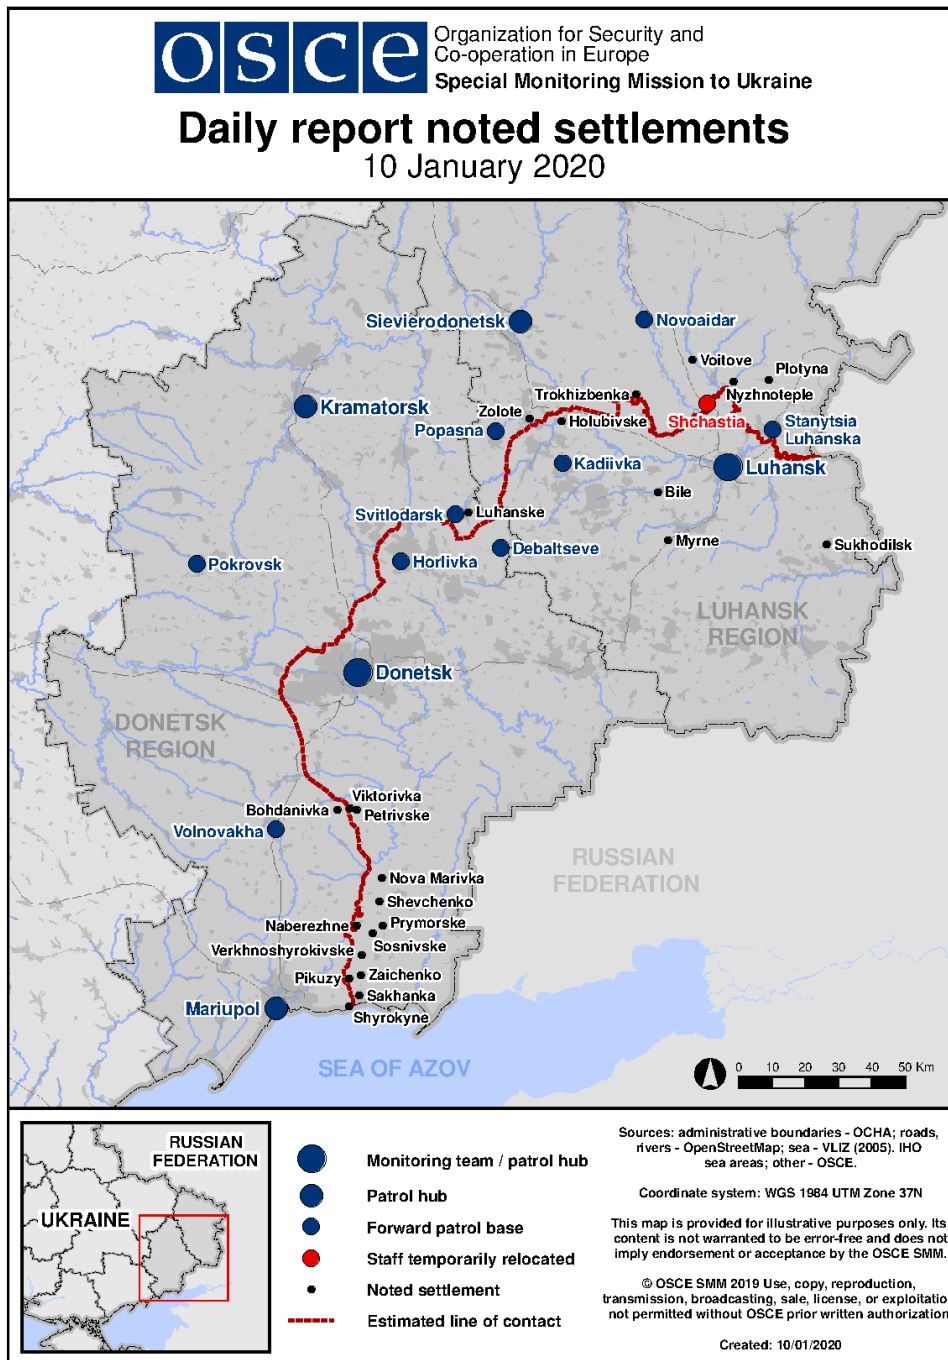 osce
Organization for Security and
Co-operation in Europe
Special Monitoring Mission to Ukraine
Daily report noted settlements
10 January 2020
Sievierodonetsk
Novoaidar
Voitove
Plotyna
Nyzhnoteple
Trokhizbenka
Kramatorsk
Zolote
Holubivske
Shchastia
Stanytsia
Luhanska
Popasna
Kadiivka
Luhansk
Bile
Svitlodarsk
Luhanske
Myrne
Sukhodilsk
Debaltseve
Horlivka
Pokrovsk
LUHANSK
REGION
Donetsk
DONETSK
REGION
Viktorivka
Bohdanivka
Petrivske
Volnovakha
RUSSIAN
FEDERATION
Nova Marivka
Shevchenko
Naberezhne
Prymorske
Sosnivske
Verkhnoshyrokivske
Pikuzy
Zaichenko
Sakhanka
Mariupol
Shyrokyne
SEA OF AZOV
0 10 20 30 40 50 Km
RUSSIAN
FEDERATION
UKRAINE
Monitoring team / patrol hub
Patrol hub
Forward patrol base
Staff temporarily relocated
Noted settlement
Estimated line of contact
Sources: administrative boundaries - OCHA; roads,
rivers - OpenStreetMap; sea - VLIZ (2005). IHO
sea areas; other - OSCE.
Coordinate system: WGS 1984 UTM Zone 37N
This map is provided for illustrative purposes only. Its
content is not warranted to be error-free and does not
imply endorsement or acceptance by the OSCE SMM.
© OSCE SMM 2019 Use, copy, reproduction,
transmission, broadcasting, sale, license, or exploitatio
not permitted without OSCE prior written authorization
Created: 10/01/2020